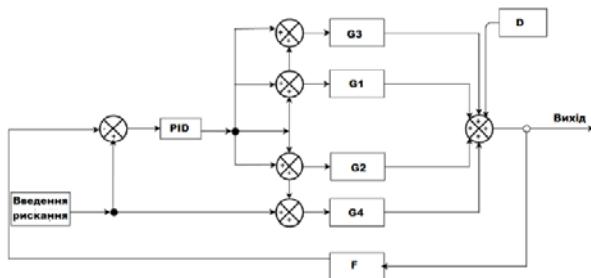 G3
D
G1
Вихід
PID
G2
Введення
рискання
G4
F